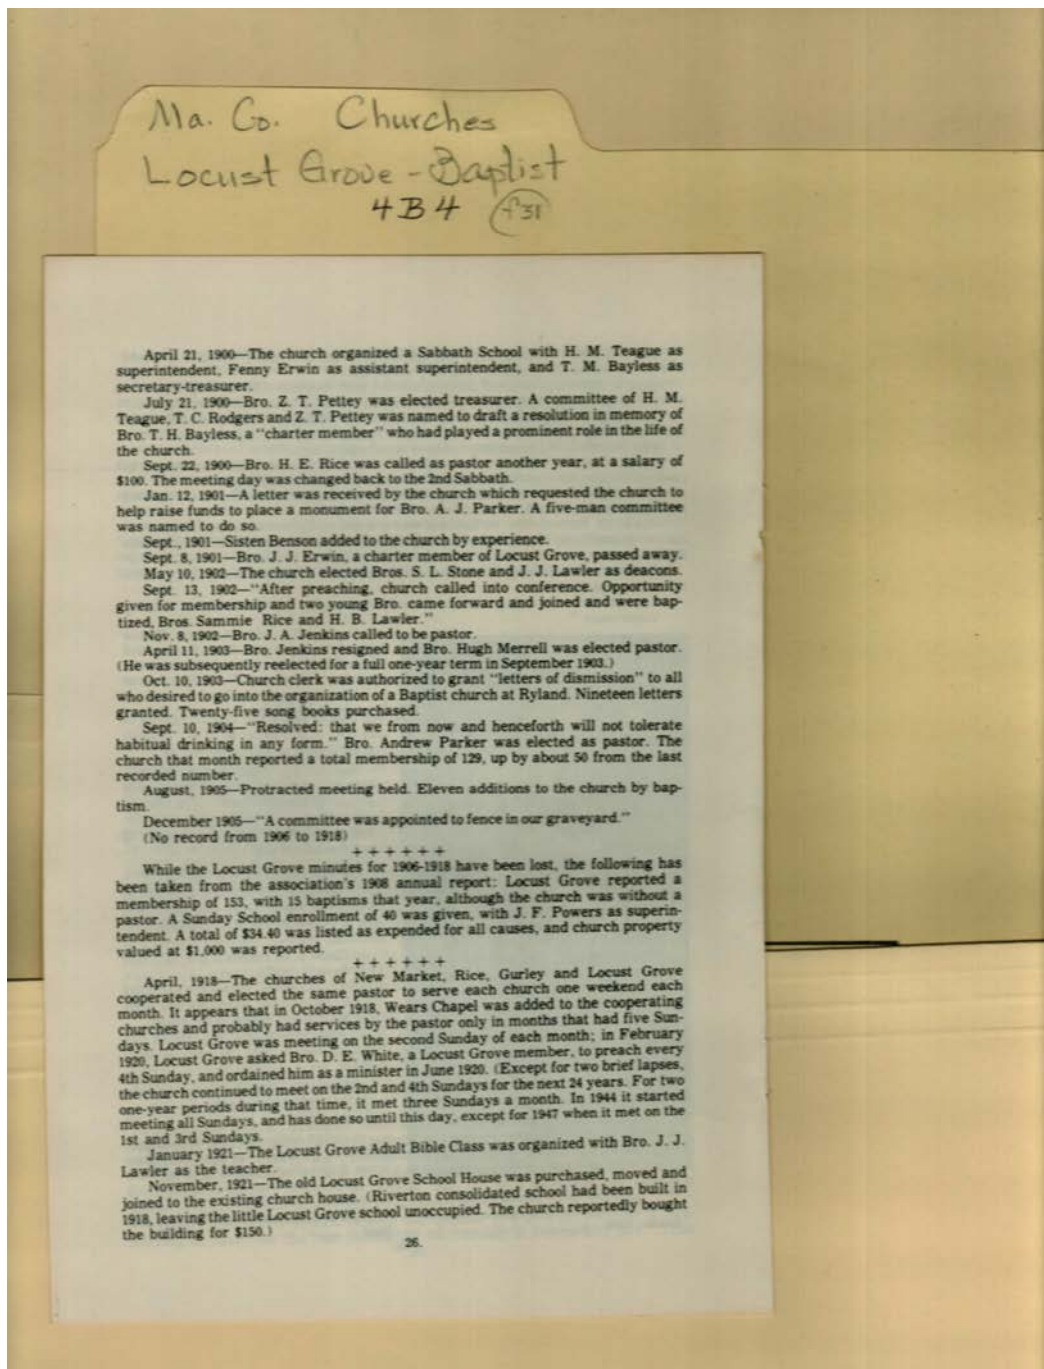 Ma. Co. Churches
Locust Grove - Baptist
4B4 f31
April 21, 1900—The church organized a Sabbath School with H. M. Teague as
superintendent, Fenny Erwin as assistant superintendent, and T. M. Bayless as
secretary-treasurer.
July 21, 1900—Bro. Z. T. Pettey was elected treasurer. A committee of H. M.
Teague, T. C. Rodgers and Z. T. Pettey was named to draft a resolution in memory of
Bro. T. H. Bayless, a "charter member" who had played a prominent role in the life of
the church.
Sept. 22, 1900—Bro. H. E. Rice was called as pastor another year, at a salary of
$100. The meeting day was changed back to the 2nd Sabbath.
Jan. 12, 1901—A letter was received by the church which requested the church to
help raise funds to place a monument for Bro. A. J. Parker. A five-man committee
was named to do so.
Sept., 1901—Sisten Benson added to the church by experience.
Sept. 8, 1901—Bro. J. J. Erwin, a charter member of Locust Grove, passed away.
May 10, 1902—The church elected Bros. S. L. Stone and J. J. Lawler as deacons.
Sept. 13, 1902—"After preaching, church called into conference. Opportunity
given for membership and two young Bro. came forward and joined and were bap-
tized, Bros. Sammie Rice and H. B. Lawler."
Nov. 8, 1902—Bro. J. A. Jenkins called to be pastor.
April 11, 1903—Bro. Jenkins resigned and Bro. Hugh Merrell was elected pastor.
(He was subsequently reelected for a full one-year term in September 1903.)
Oct. 10, 1903—Church clerk was authorized to grant "letters of dismission" to all
who desired to go into the organization of a Baptist church at Ryland. Nineteen letters
granted. Twenty-five song books purchased.
Sept. 10, 1904—"Resolved: that we from now and henceforth will not tolerate
habitual drinking in any form." Bro. Andrew Parker was elected as pastor. The
church that month reported a total membership of 129, up by about 50 from the last
recorded number.
August, 1905—Protracted meeting held. Eleven additions to the church by bap-
tism.
December 1905—"A committee was appointed to fence in our graveyard."
(No record from 1906 to 1918)
+ + + + + +
While the Locust Grove minutes for 1906-1918 have been lost, the following has
been taken from the association's 1908 annual report: Locust Grove reported a
membership of 153, with 15 baptisms that year, although the church was without a
pastor. A Sunday School enrollment of 40 was given, with J. F. Powers as superin-
tendent. A total of $34.40 was listed as expended for all causes, and church property
valued at $1,000 was reported.
+ + + + + +
April, 1918—The churches of New Market, Rice, Gurley and Locust Grove
cooperated and elected the same pastor to serve each church one weekend each
month. It appears that in October 1918, Wears Chapel was added to the cooperating
churches and probably had services by the pastor only in months that had five Sun-
days. Locust Grove was meeting on the second Sunday of each month; in February
1920, Locust Grove asked Bro. D. E. White, a Locust Grove member, to preach every
4th Sunday, and ordained him as a minister in June 1920. (Except for two brief lapses,
the church continued to meet on the 2nd and 4th Sundays for the next 24 years. For two
one-year periods during that time, it met three Sundays a month. In 1944 it started
meeting all Sundays, and has done so until this day, except for 1947 when it met on the
1st and 3rd Sundays.
January 1921—The Locust Grove Adult Bible Class was organized with Bro. J. J.
Lawler as the teacher.
November, 1921—The old Locust Grove School House was purchased, moved and
joined to the existing church house. (Riverton consolidated school had been built in
1918, leaving the little Locust Grove school unoccupied. The church reportedly bought
the building for $150.)
26.